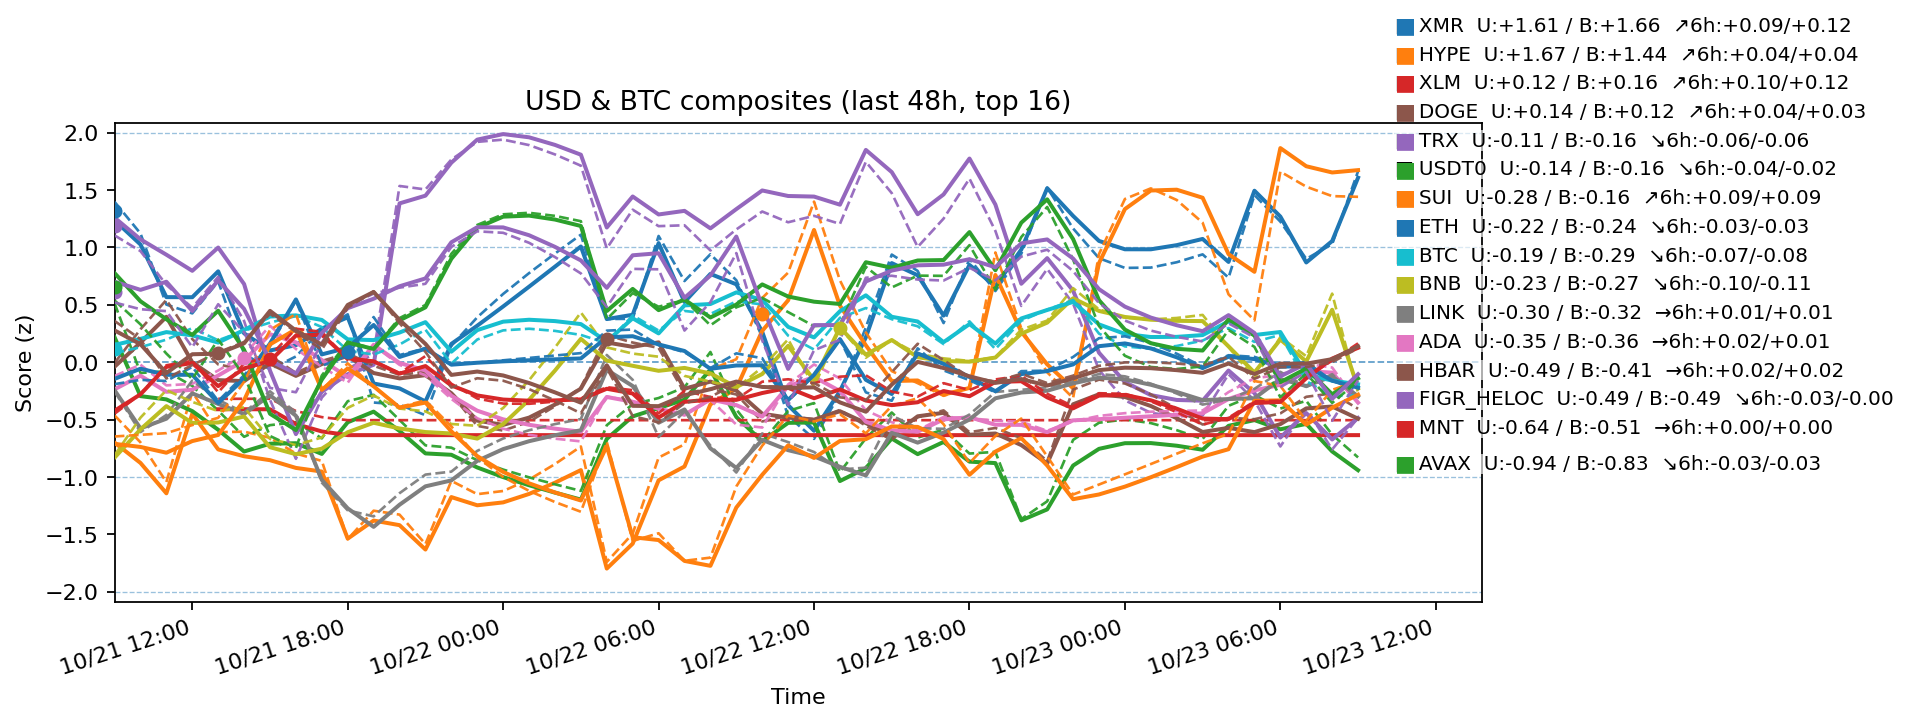 XMR  U:+1.61 / B:+1.66  ↗6h:+0.09/+0.12
HYPE  U:+1.67 / B:+1.44  ↗6h:+0.04/+0.04
XLM  U:+0.12 / B:+0.16  ↗6h:+0.10/+0.12
DOGE  U:+0.14 / B:+0.12  ↗6h:+0.04/+0.03
TRX  U:-0.11 / B:-0.16  ↘6h:-0.06/-0.06
USDT0  U:-0.14 / B:-0.16  ↘6h:-0.04/-0.02
SUI  U:-0.28 / B:-0.16  ↗6h:+0.09/+0.09
ETH  U:-0.22 / B:-0.24  ↘6h:-0.03/-0.03
BTC  U:-0.19 / B:-0.29  ↘6h:-0.07/-0.08
BNB  U:-0.23 / B:-0.27  ↘6h:-0.10/-0.11
LINK  U:-0.30 / B:-0.32  →6h:+0.01/+0.01
ADA  U:-0.35 / B:-0.36  →6h:+0.02/+0.01
HBAR  U:-0.49 / B:-0.41  →6h:+0.02/+0.02
FIGR_HELOC  U:-0.49 / B:-0.49  ↘6h:-0.03/-0.00
MNT  U:-0.64 / B:-0.51  →6h:+0.00/+0.00
AVAX  U:-0.94 / B:-0.83  ↘6h:-0.03/-0.03
USD & BTC composites (last 48h, top 16)
Score (z)
2.0
1.5
1.0
0.5
0.0
−0.5
−1.0
−1.5
−2.0
10/21 12:00
10/21 18:00
10/22 00:00
10/22 06:00
10/22 12:00
10/22 18:00
10/23 00:00
10/23 06:00
10/23 12:00
Time